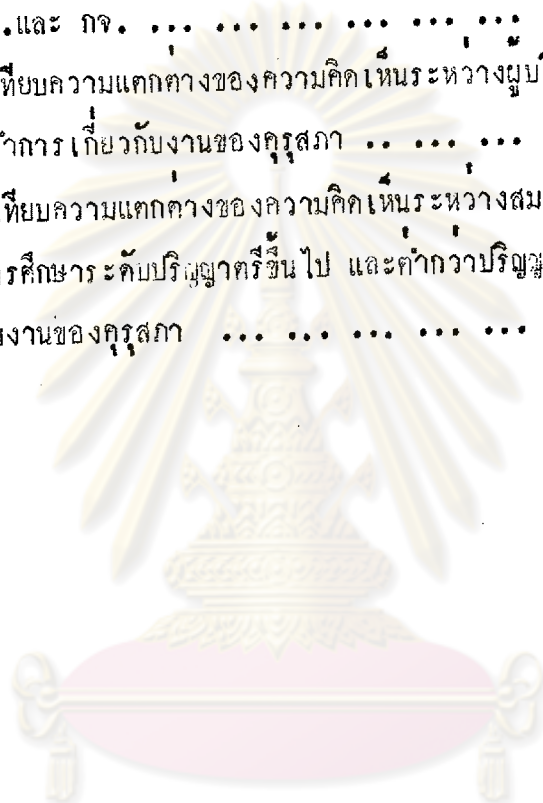 .และ กจ. ... ... ... ... ... ...
ทียบความแตกต่างของความคิดเห็นระหว่างผู้บ
าการเกี่ยวกับงานของคุรุสภา .. ... ...
ทียบความแตกต่างของความคิดเห็นระหว่างสม
รศึกษาระดับปริญญาตรีขึ้นไป และต่ำกว่าปริญญ
งานของคุรุสภา ... ... ... ... ...